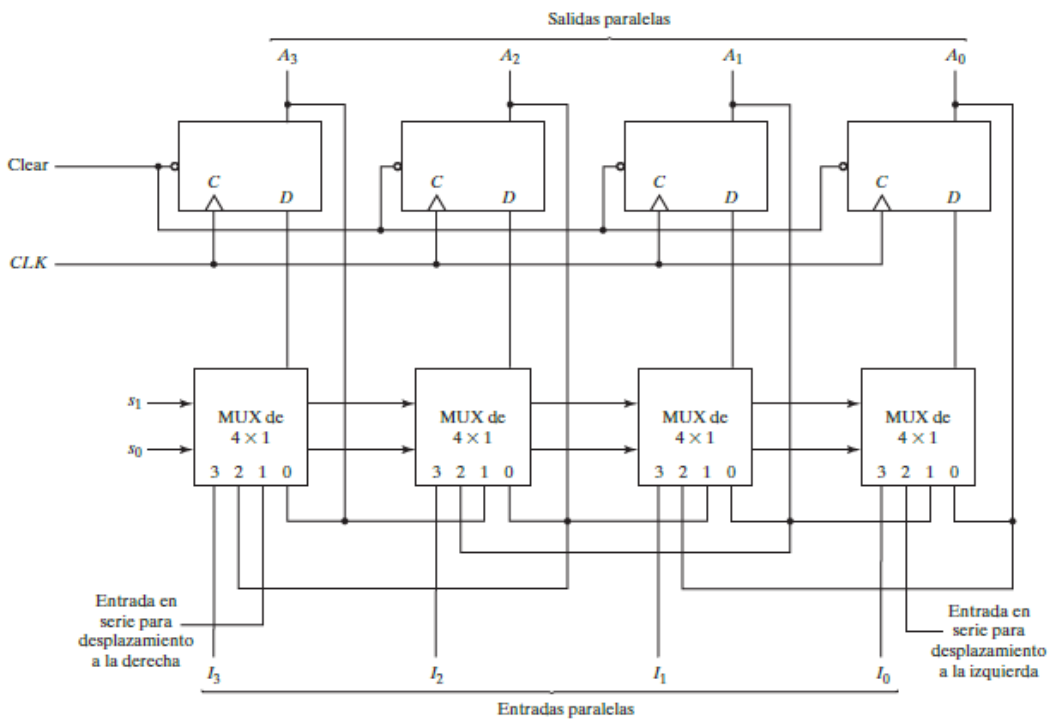 Salidas paralelas
A3 A2 A1 A0
Clear
C D C D C D C D
CLK
s1
s0
MUX de
4 × 1
3 2 1 0
MUX de
4 × 1
3 2 1 0
MUX de
4 × 1
3 2 1 0
MUX de
4 × 1
3 2 1 0
Entrada en
serie para
desplazamiento
a la derecha
Entrada en
serie para
desplazamiento
a la izquierda
I3 I2 I1 I0
Entradas paralelas